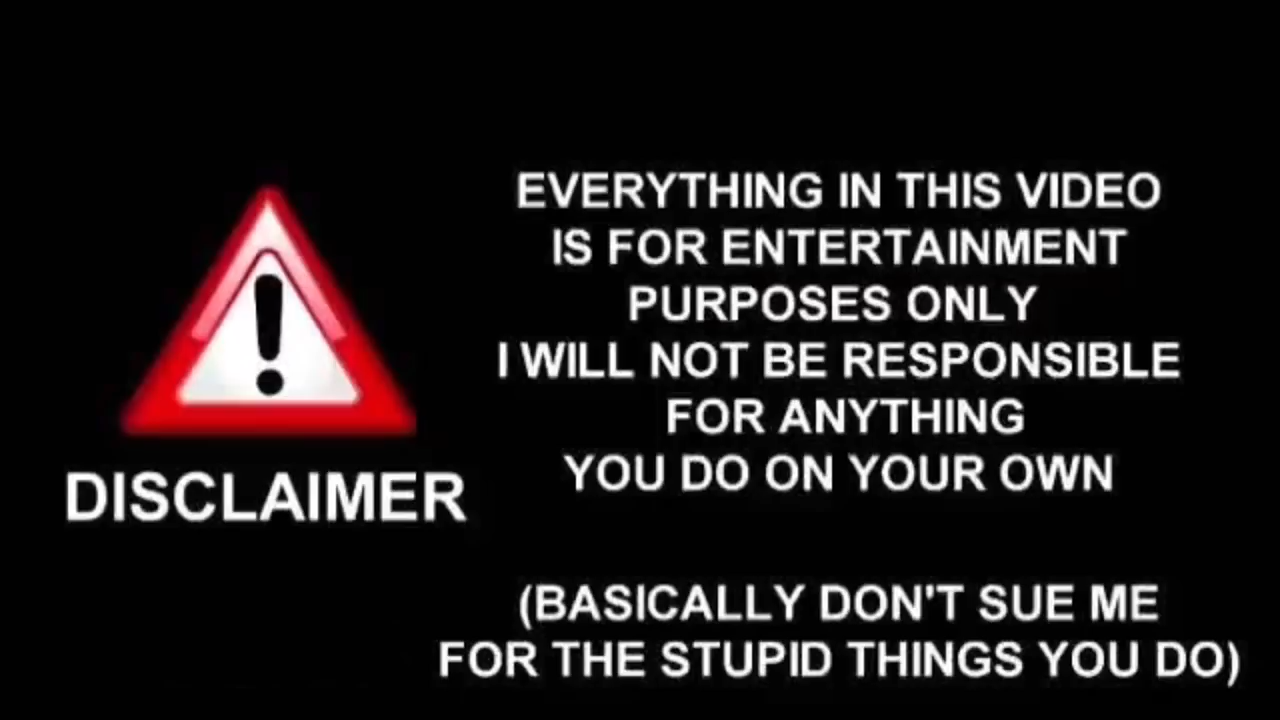 EVERYTHING IN THIS VIDEO
IS FOR ENTERTAINMENT
PURPOSES ONLY
I WILL NOT BE RESPONSIBLE
FOR ANYTHING
YOU DO ON YOUR OWN
DISCLAIMER
(BASICALLY DON'T SUE ME
FOR THE STUPID THINGS YOU DO)